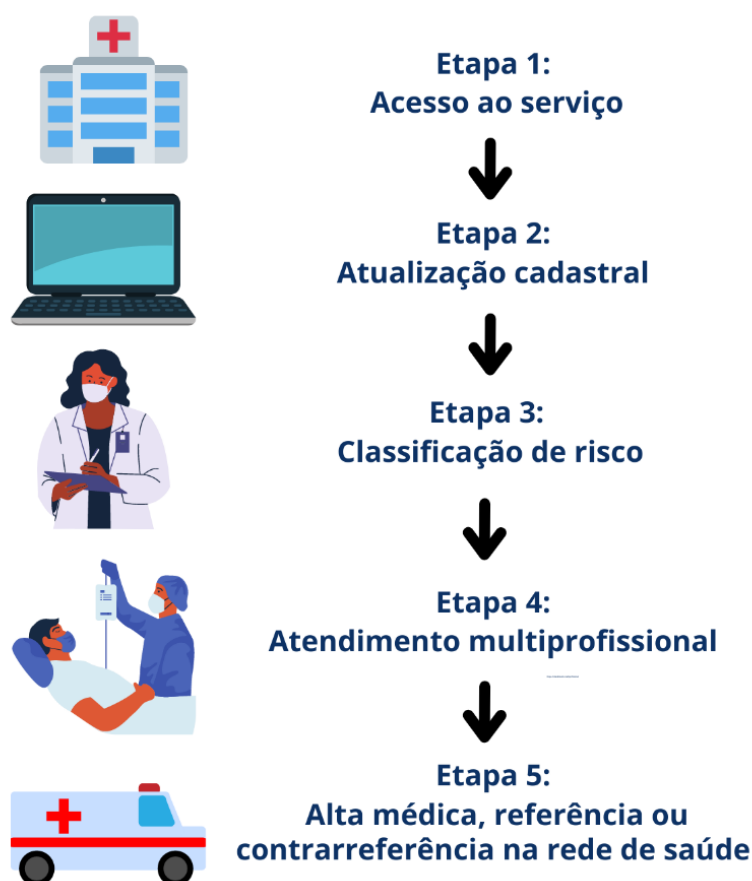 Etapa 1:
Acesso ao serviço
Etapa 2:
Atualização cadastral
Etapa 3:
Classificação de risco
Etapa 4:
Atendimento multiprofissional
Etapa 5:
Alta médica, referência ou
contrarreferência na rede de saúde